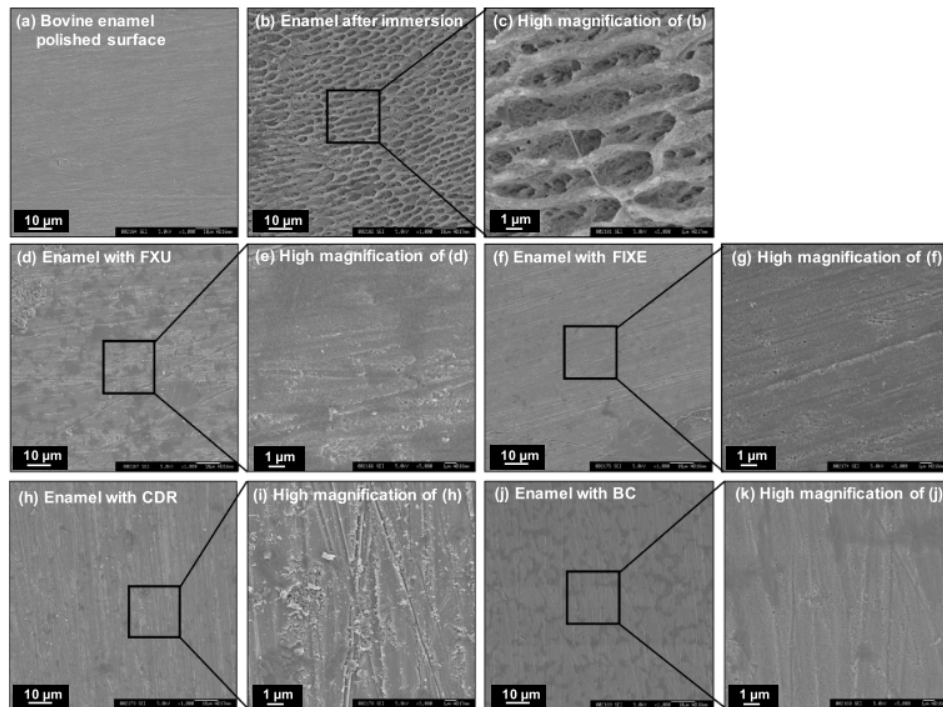 (a) Bovine enamel
polished surface
10 µm
(b) Enamel after immersion
10 µm
(c) High magnification of (b)
1 µm
(d) Enamel with FXU
10 µm
(e) High magnification of (d)
1 µm
(f) Enamel with FIXE
10 µm
(g) High magnification of (f)
1 µm
(h) Enamel with CDR
10 µm
(i) High magnification of (h)
1 µm
(j) Enamel with BC
10 µm
(k) High magnification of (j)
1 µm